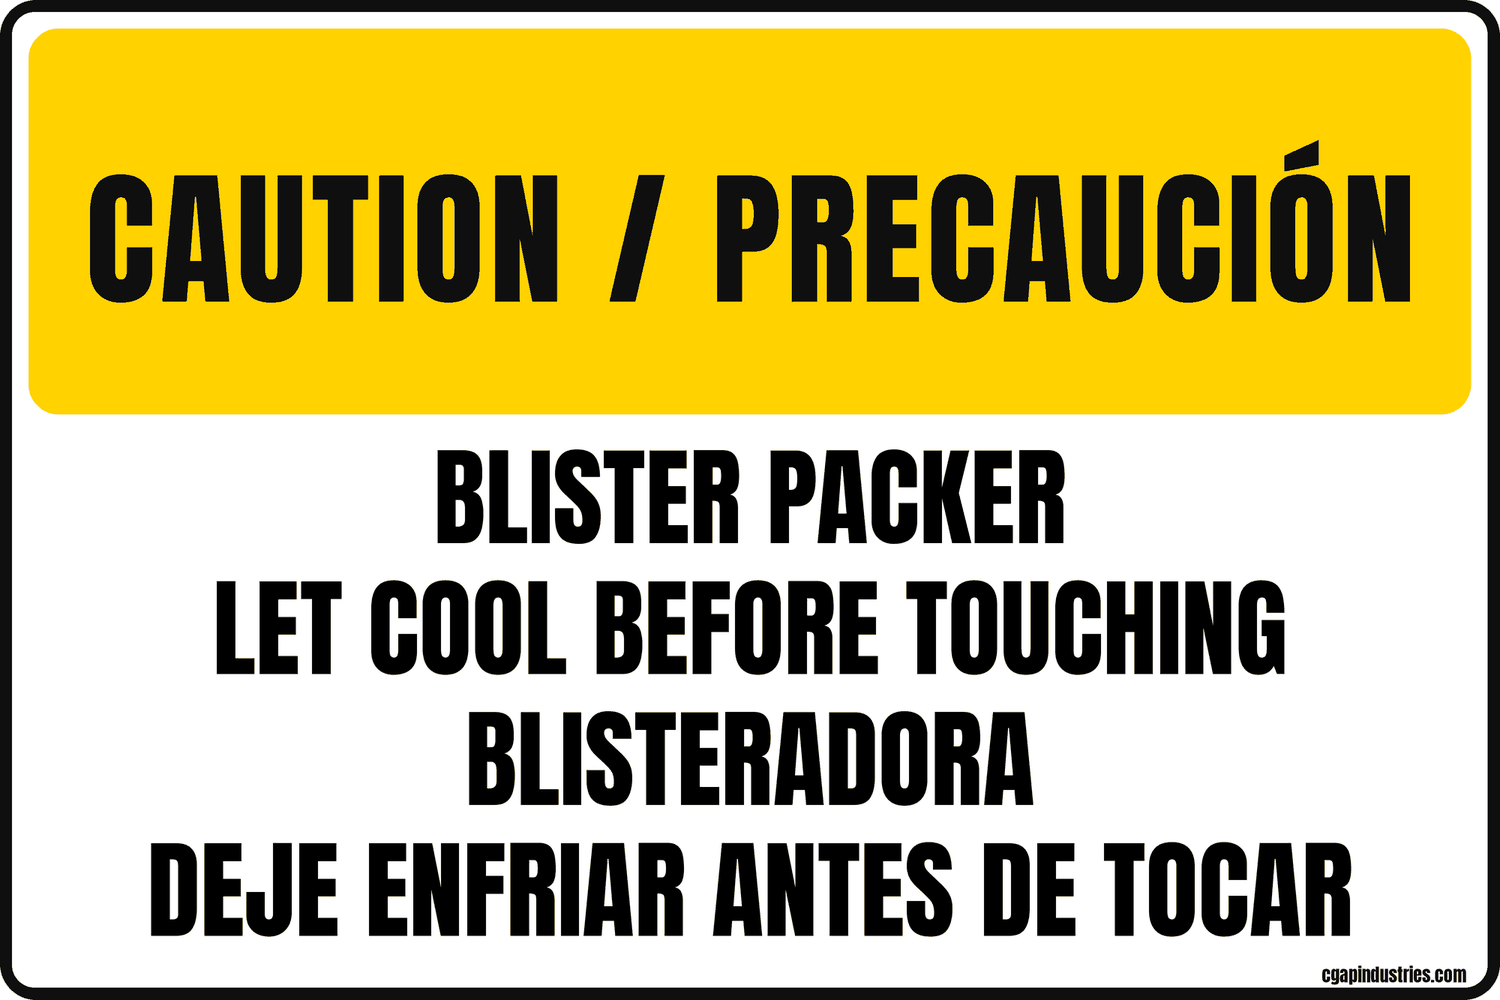 CAUTION / PRECAUCIÓN
BLISTER PACKER
LET COOL BEFORE TOUCHING
BLISTERADORA
DEJE ENFRIAR ANTES DE TOCAR
cgapindustries.com